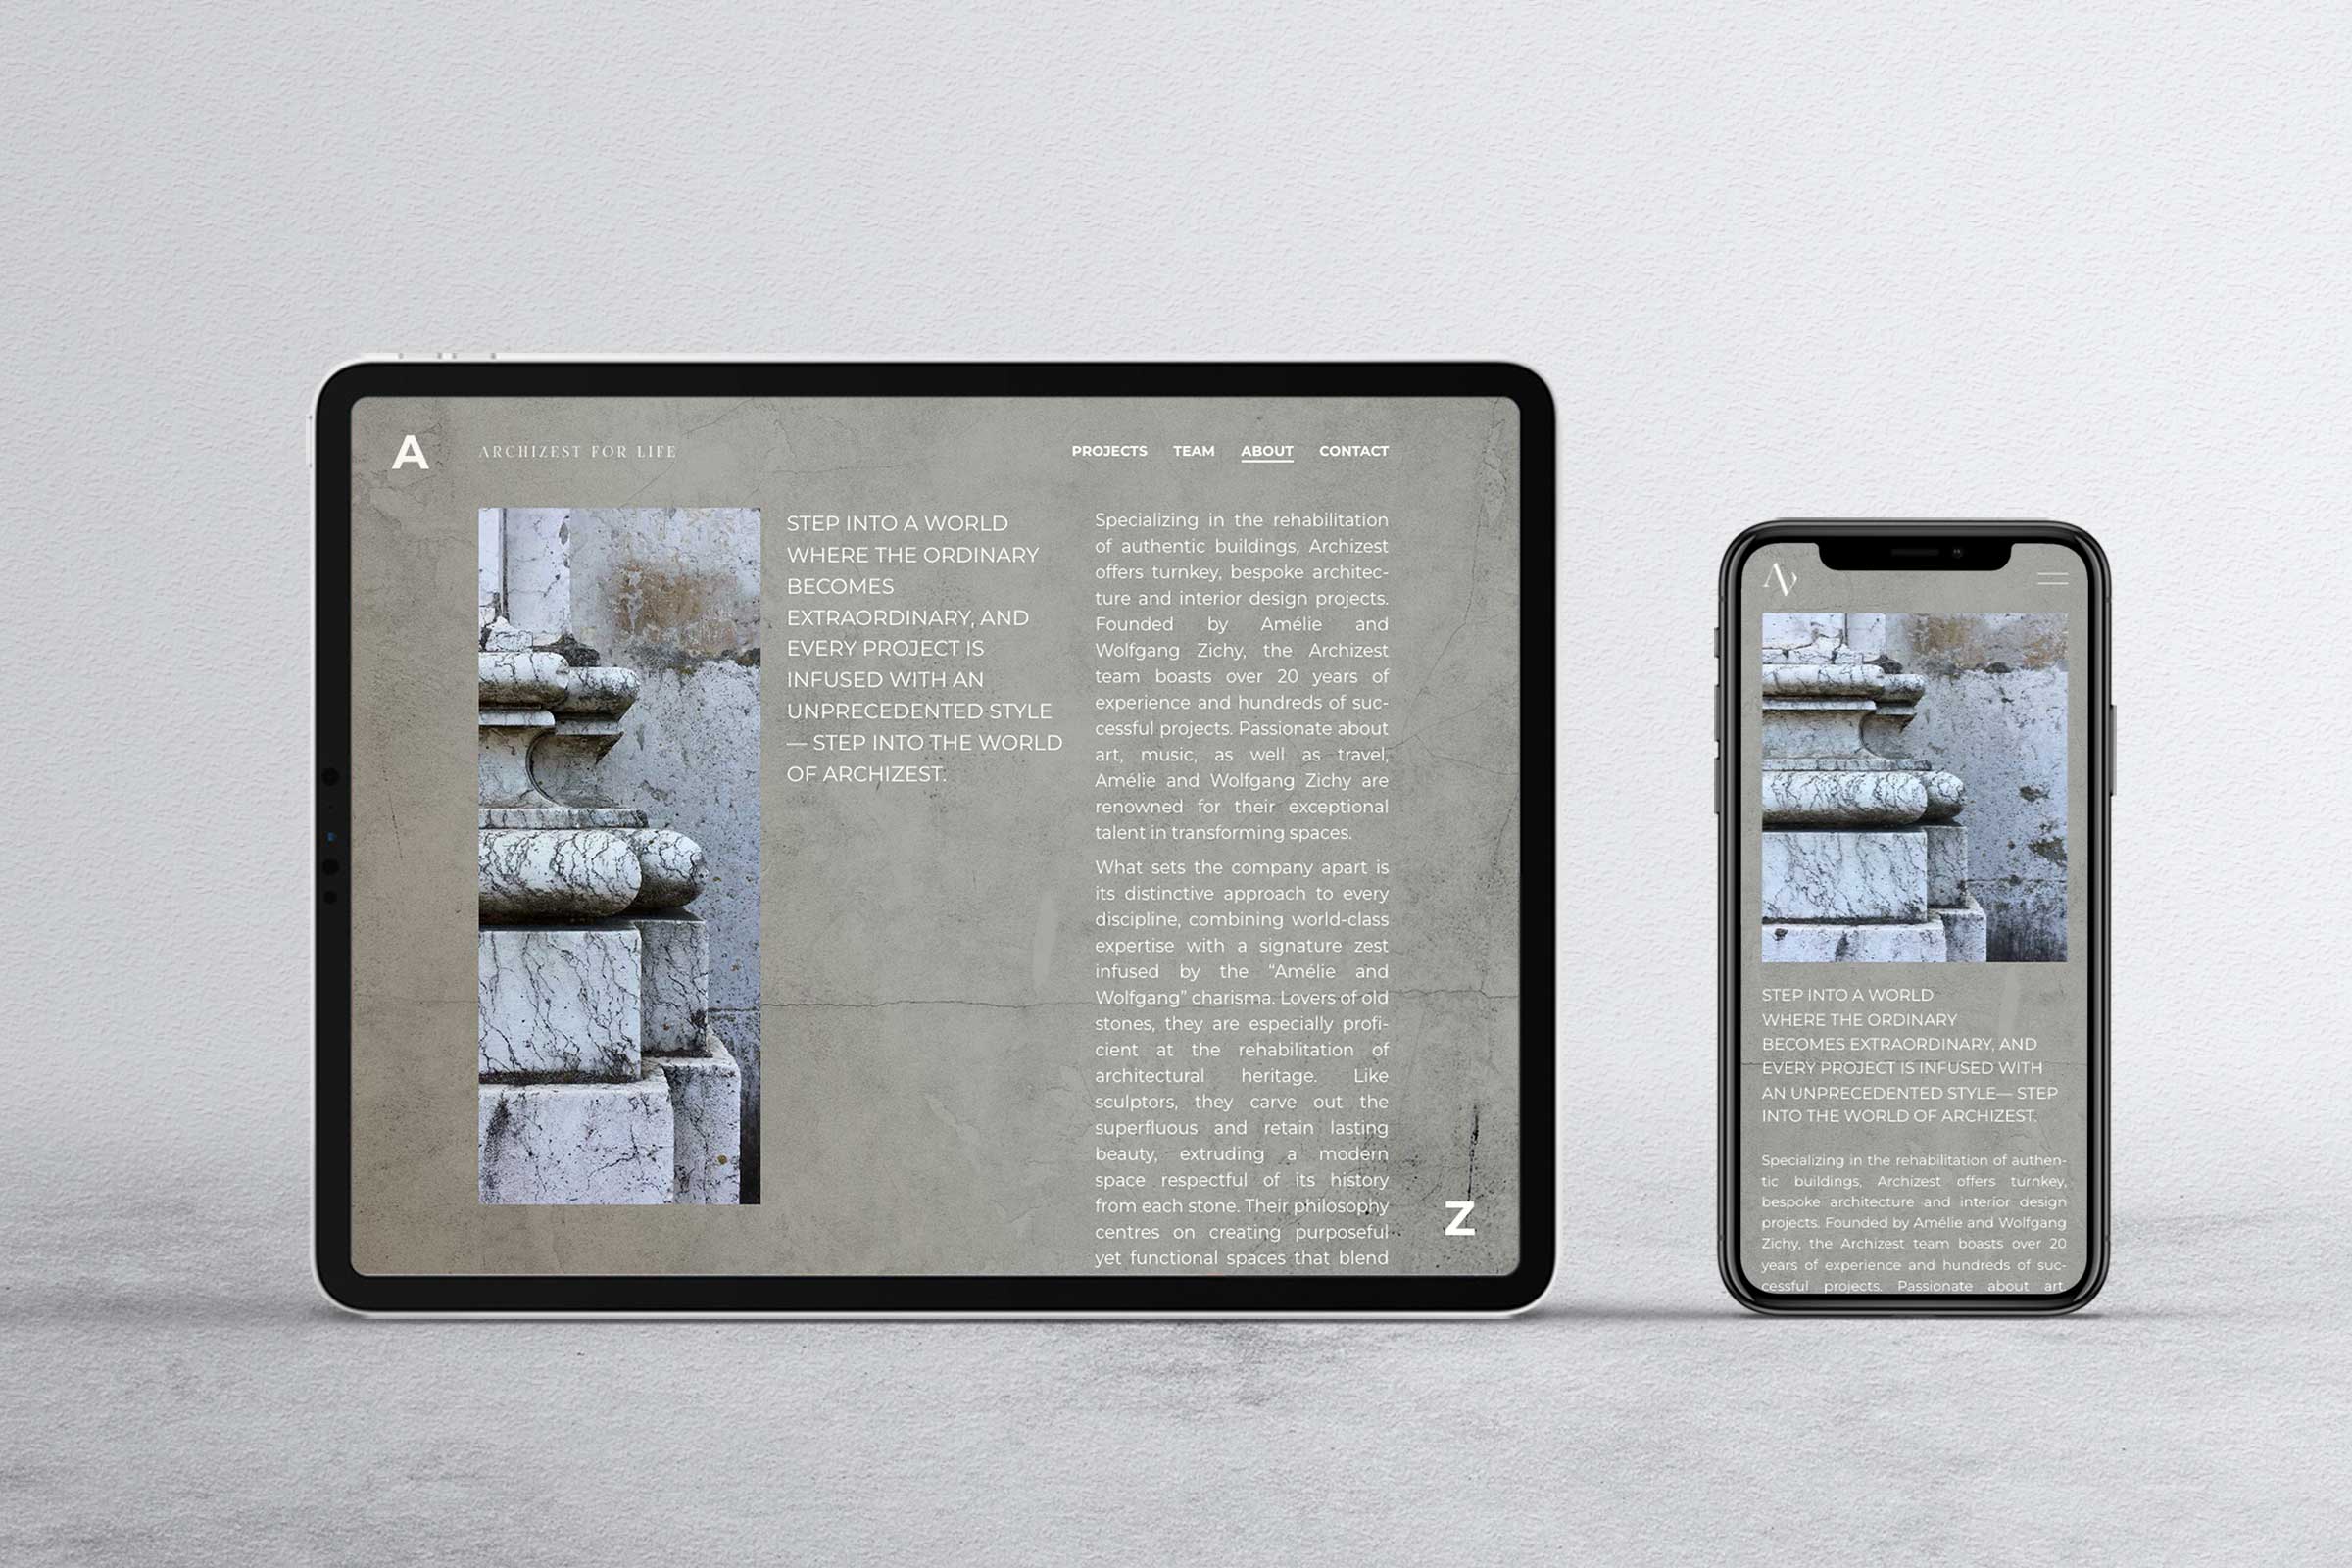 A
ARCHIZEST FOR LIFE
PROJECTS TEAM ABOUT CONTACT
STEP INTO A WORLD
WHERE THE ORDINARY
BECOMES
EXTRAORDINARY, AND
EVERY PROJECT IS
INFUSED WITH AN
UNPRECEDENTED STYLE
— STEP INTO THE WORLD
OF ARCHIZEST.
Specializing in the rehabilitation
of authentic buildings, Archizest
offers turnkey, bespoke architec-
ture and interior design projects.
Founded by Amélie and
Wolfgang Zichy, the Archizest
team boasts over 20 years of
experience and hundreds of suc-
cessful projects. Passionate about
art, music, as well as travel,
Amélie and Wolfgang Zichy are
renowned for their exceptional
talent in transforming spaces.
What sets the company apart is
its distinctive approach to every
discipline, combining world-class
expertise with a signature zest
infused by the “Amélie and
Wolfgang” charisma. Lovers of old
stones, they are especially profi-
cient at the rehabilitation of
architectural heritage. Like
sculptors, they carve out the
superfluous and retain lasting
beauty, extruding a modern
space respectful of its history
from each stone. Their philosophy
centres on creating purposeful
yet functional spaces that blend
Z
STEP INTO A WORLD
WHERE THE ORDINARY
BECOMES EXTRAORDINARY, AND
EVERY PROJECT IS INFUSED WITH
AN UNPRECEDENTED STYLE— STEP
INTO THE WORLD OF ARCHIZEST.
Specializing in the rehabilitation of authen-
tic buildings, Archizest offers turnkey,
bespoke architecture and interior design
projects. Founded by Amélie and Wolfgang
Zichy, the Archizest team boasts over 20
years of experience and hundreds of suc-
cessful projects. Passionate about art,